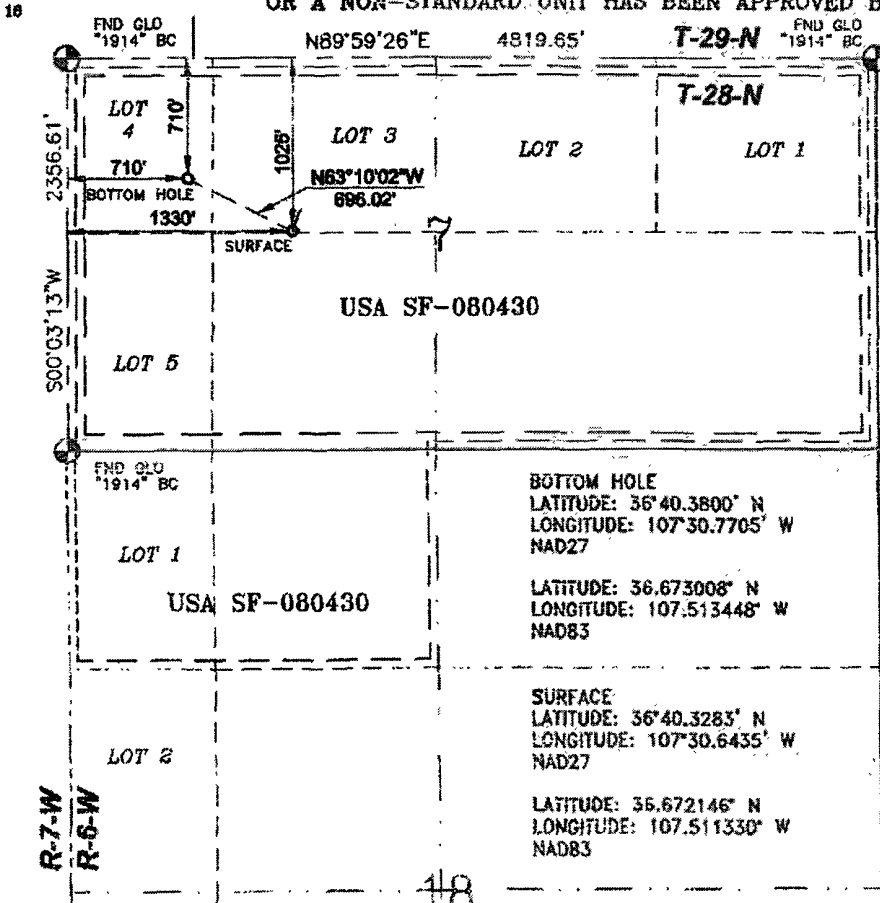 16
OR A NON-STANDARD UNIT HAS BEEN APPROVED B
FND GLO
"1914" BC
N89°59'26"E 4819.65'
T-29-N
FND GLO
"1914" BC
T-28-N
LOT
4
710'
1026'
LOT 3
LOT 2
LOT 1
2356.61'
710'
BOTTOM HOLE
N63°10'02"W
696.02'
1330'
SURFACE
7
S00°03'13"W
USA SF-080430
LOT 5
FND GLO
"1914" BC
LOT 1
USA SF-080430
BOTTOM HOLE
LATITUDE: 36°40.3800' N
LONGITUDE: 107°30.7705' W
NAD27
LATITUDE: 36.673008° N
LONGITUDE: 107.513448° W
NAD83
SURFACE
LATITUDE: 36°40.3283' N
LONGITUDE: 107°30.6435' W
NAD27
LATITUDE: 36.672146° N
LONGITUDE: 107.511330° W
NAD83
LOT 2
R-7-W
R-6-W
18